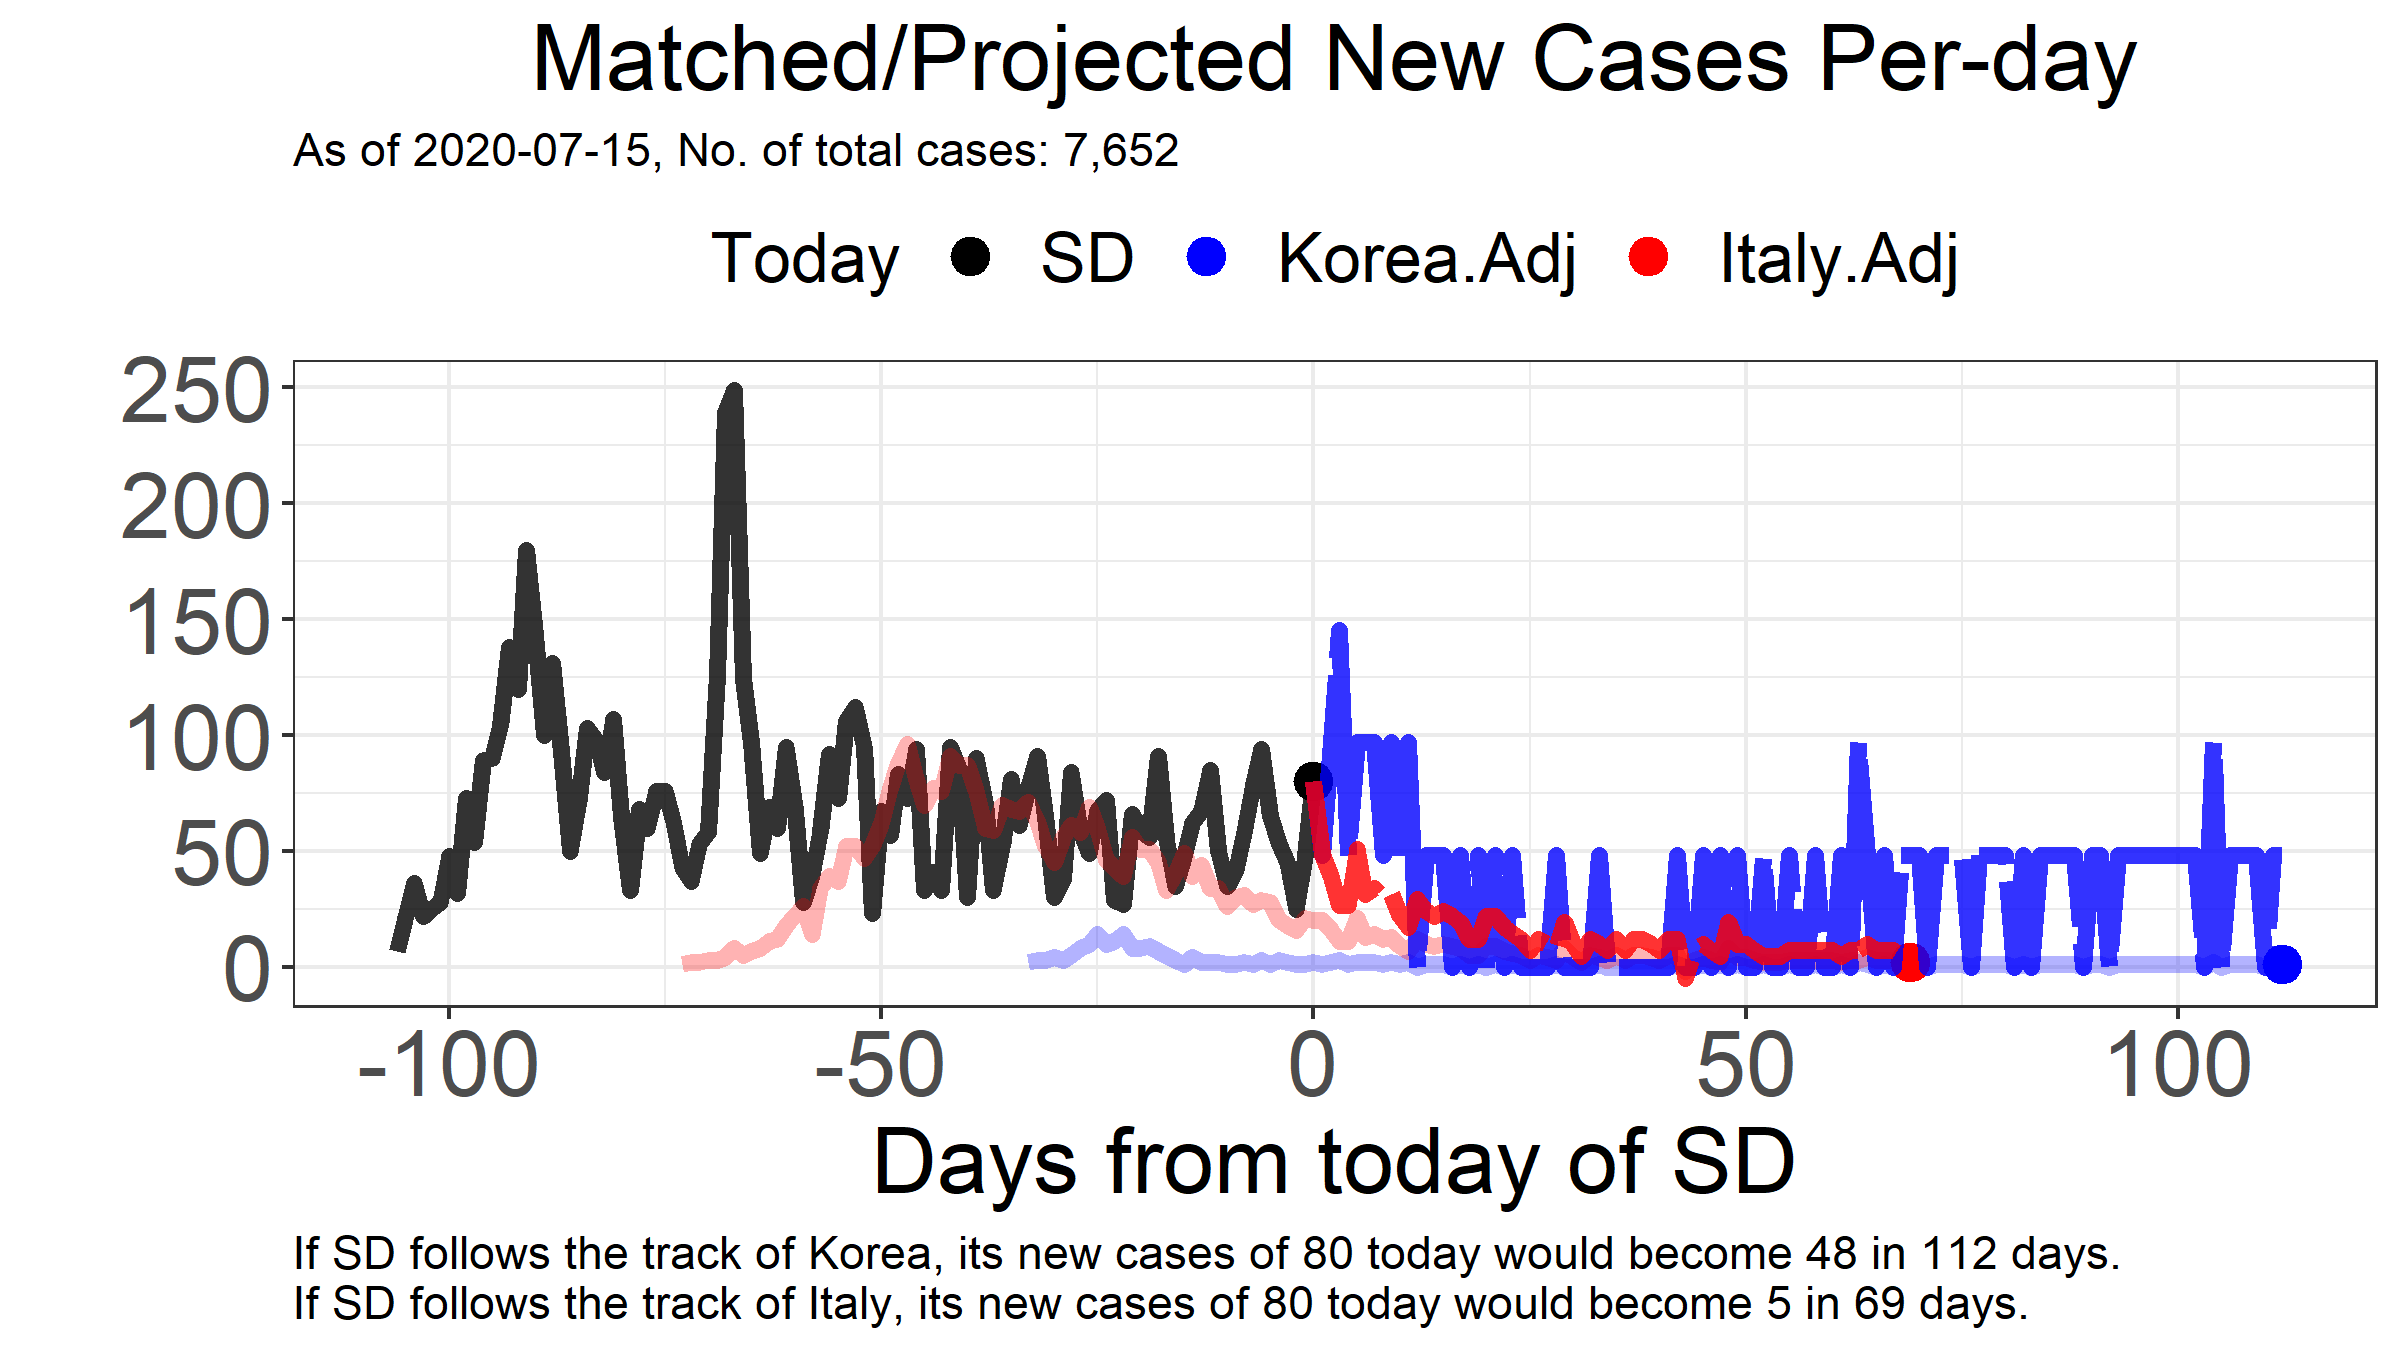 Matched/Projected New Cases Per-day
As of 2020-07-15, No. of total cases: 7,652
Today SD Korea.Adj Italy.Adj
250
200
150
100
50
0
-100 -50 0 50 100
Days from today of SD
If SD follows the track of Korea, its new cases of 80 today would become 48 in 112 days.
If SD follows the track of Italy, its new cases of 80 today would become 5 in 69 days.